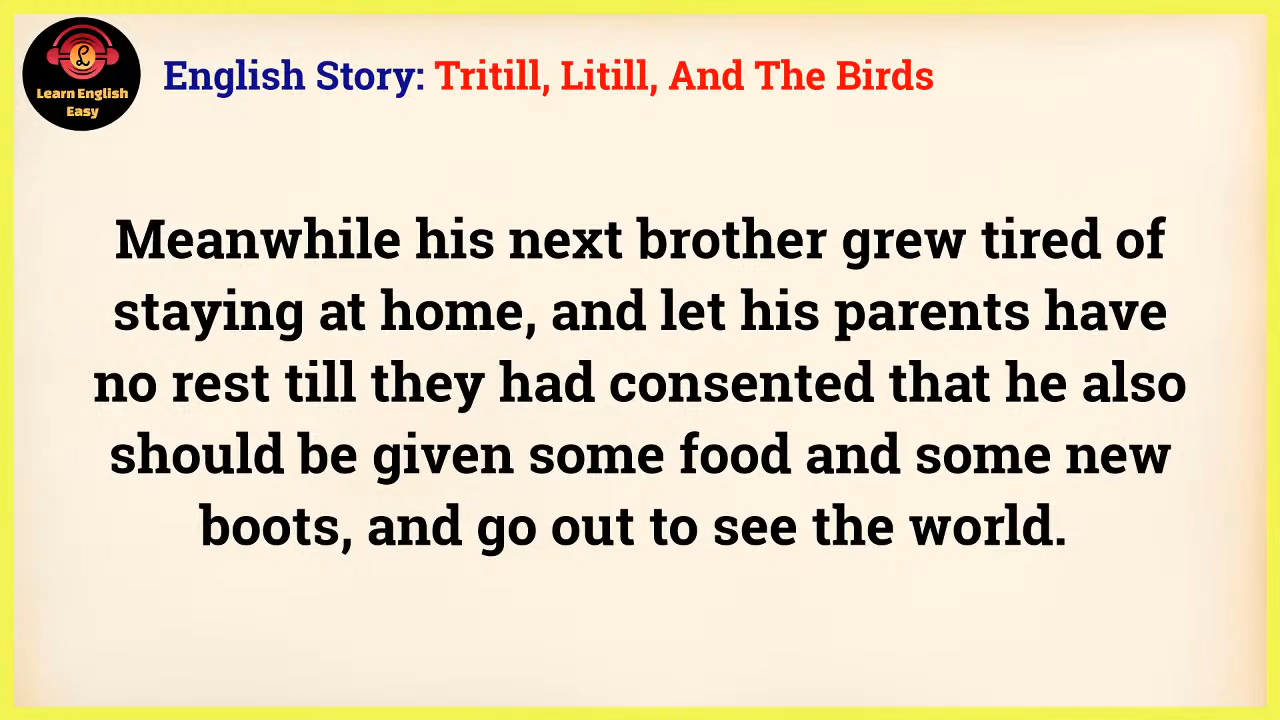 Learn English
Easy
English Story: Tritill, Litill, And The Birds
Meanwhile his next brother grew tired of
staying at home, and let his parents have
no rest till they had consented that he also
should be given some food and some new
boots, and go out to see the world.